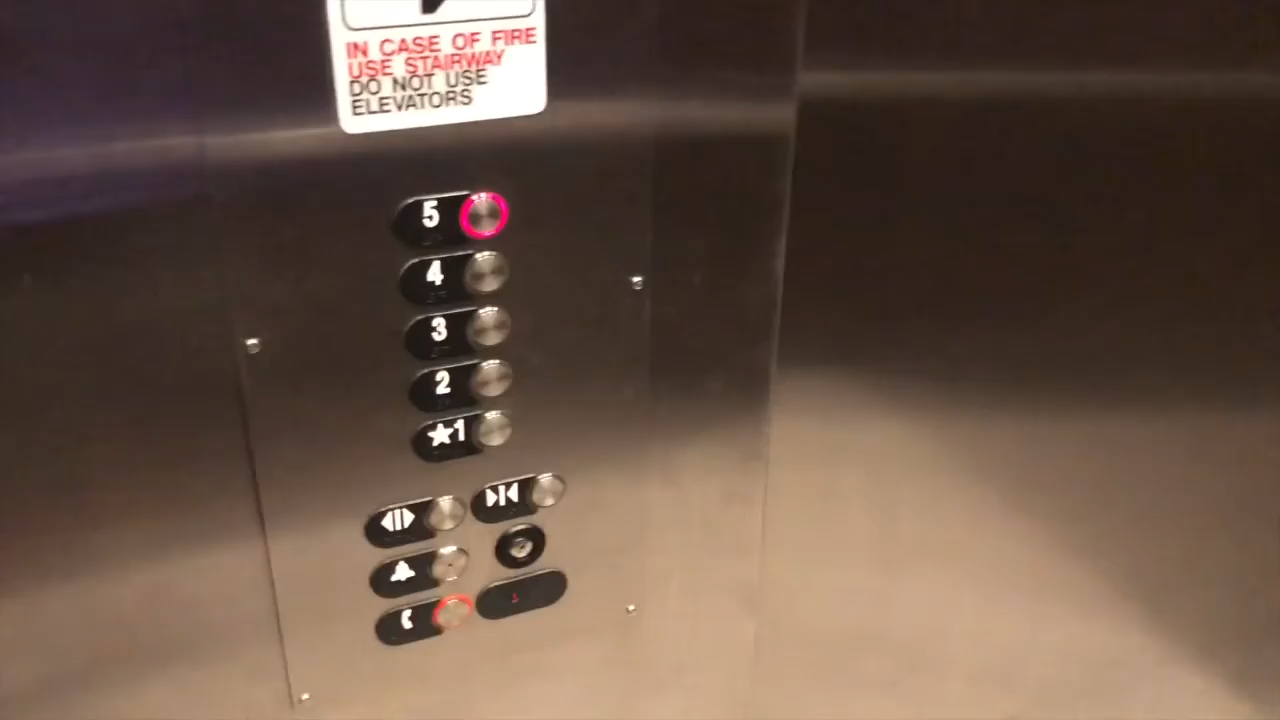 IN CASE OF FIRE
USE STAIRWAY
DO NOT USE
ELEVATORS
5
4
3
2
★1